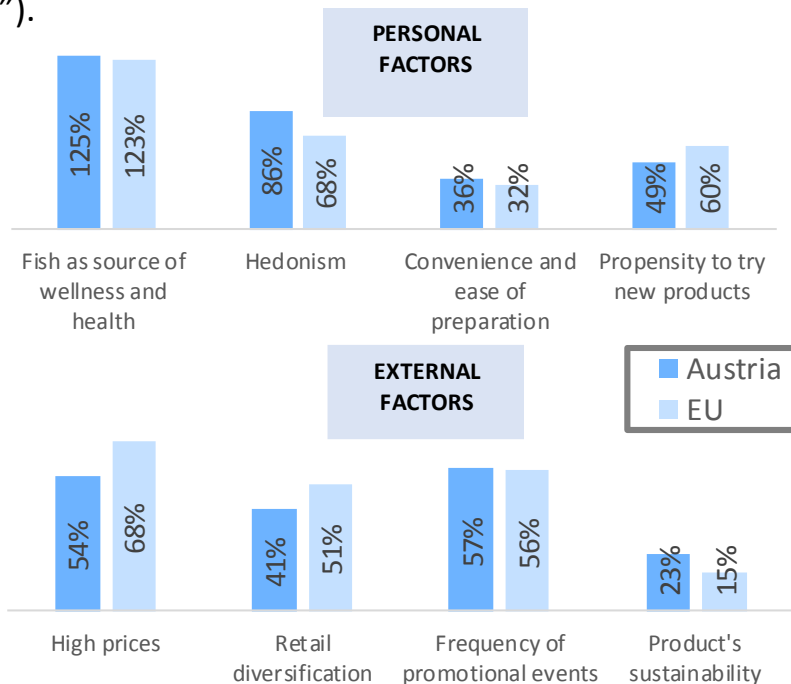 ”).
PERSONAL
FACTORS
125%
123%
86%
68%
36%
32%
49%
60%
Fish as source of
wellness and
health
Hedonism
Convenience and
ease of
preparation
Propensity to try
new products
EXTERNAL
FACTORS
Austria
EU
54%
68%
41%
51%
57%
56%
23%
15%
High prices
Retail
diversification
Frequency of
promotional events
Product's
sustainability